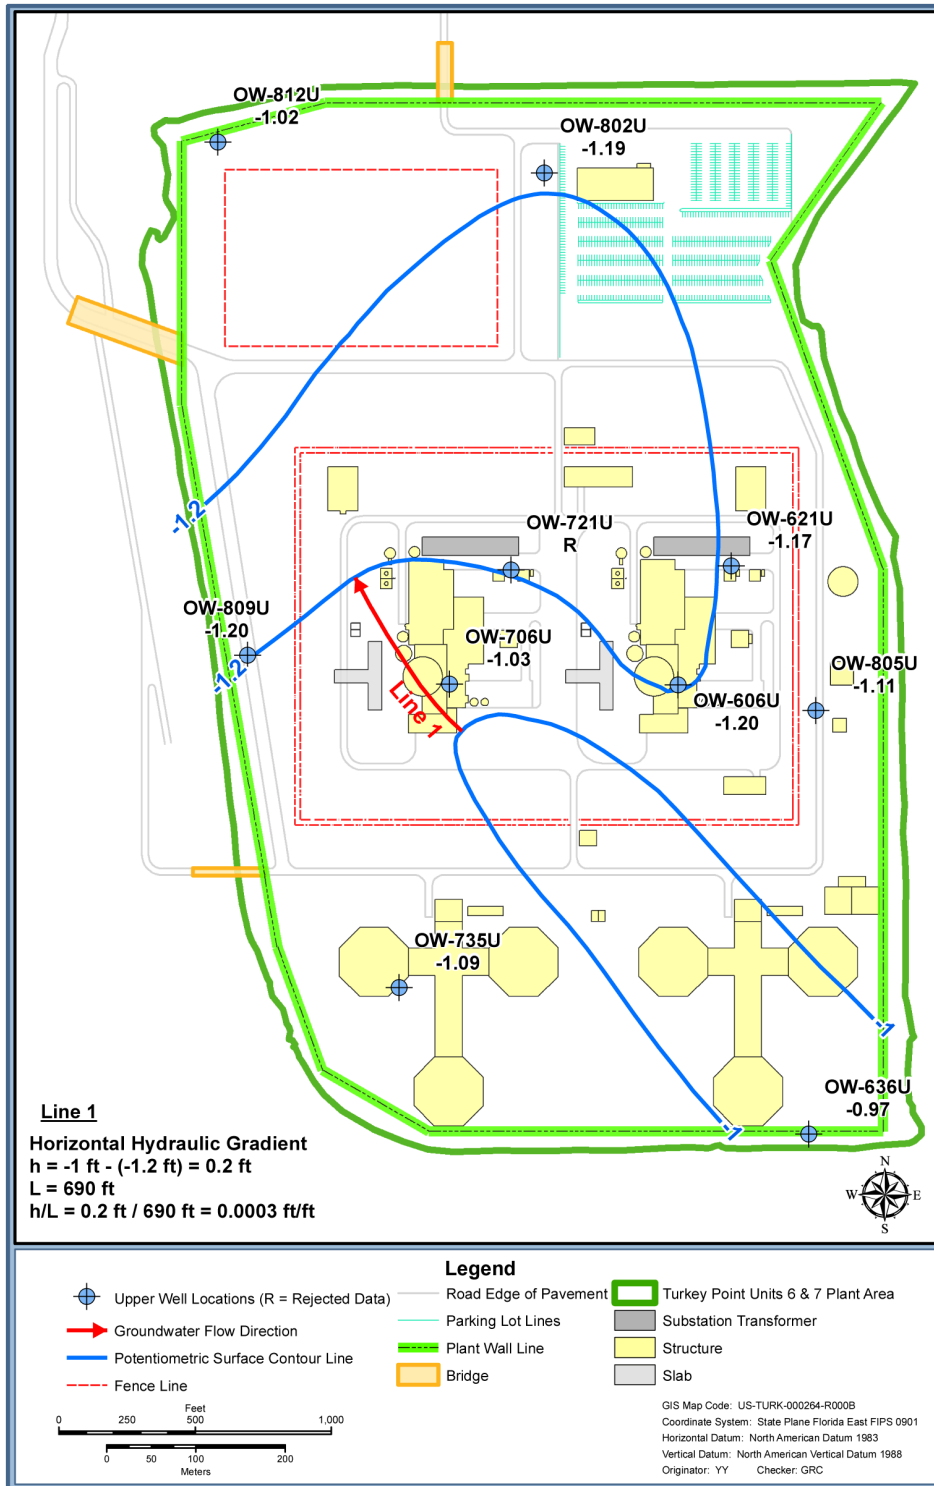 OW-812U
-1.02
OW-802U
-1.19
-1.2
OW-721U
R
OW-621U
-1.17
OW-809U
-1.20
-1.2
OW-706U
-1.03
OW-805U
-1.11
Line 1
OW-606U
-1.20
OW-735U
-1.09
-1
OW-636U
-0.97
-1
Line 1
Horizontal Hydraulic Gradient
h = -1 ft - (-1.2 ft) = 0.2 ft
L = 690 ft
h/L = 0.2 ft / 690 ft = 0.0003 ft/ft
N
W E
S
Legend
Upper Well Locations (R = Rejected Data)
Groundwater Flow Direction
Potentiometric Surface Contour Line
Fence Line
Road Edge of Pavement
Parking Lot Lines
Plant Wall Line
Bridge
Turkey Point Units 6 & 7 Plant Area
Substation Transformer
Structure
Slab
Feet
0 250 500 1,000
0 50 100 200
Meters
GIS Map Code: US-TURK-000264-R000B
Coordinate System: State Plane Florida East FIPS 0901
Horizontal Datum: North American Datum 1983
Vertical Datum: North American Vertical Datum 1988
Originator: YY Checker: GRC